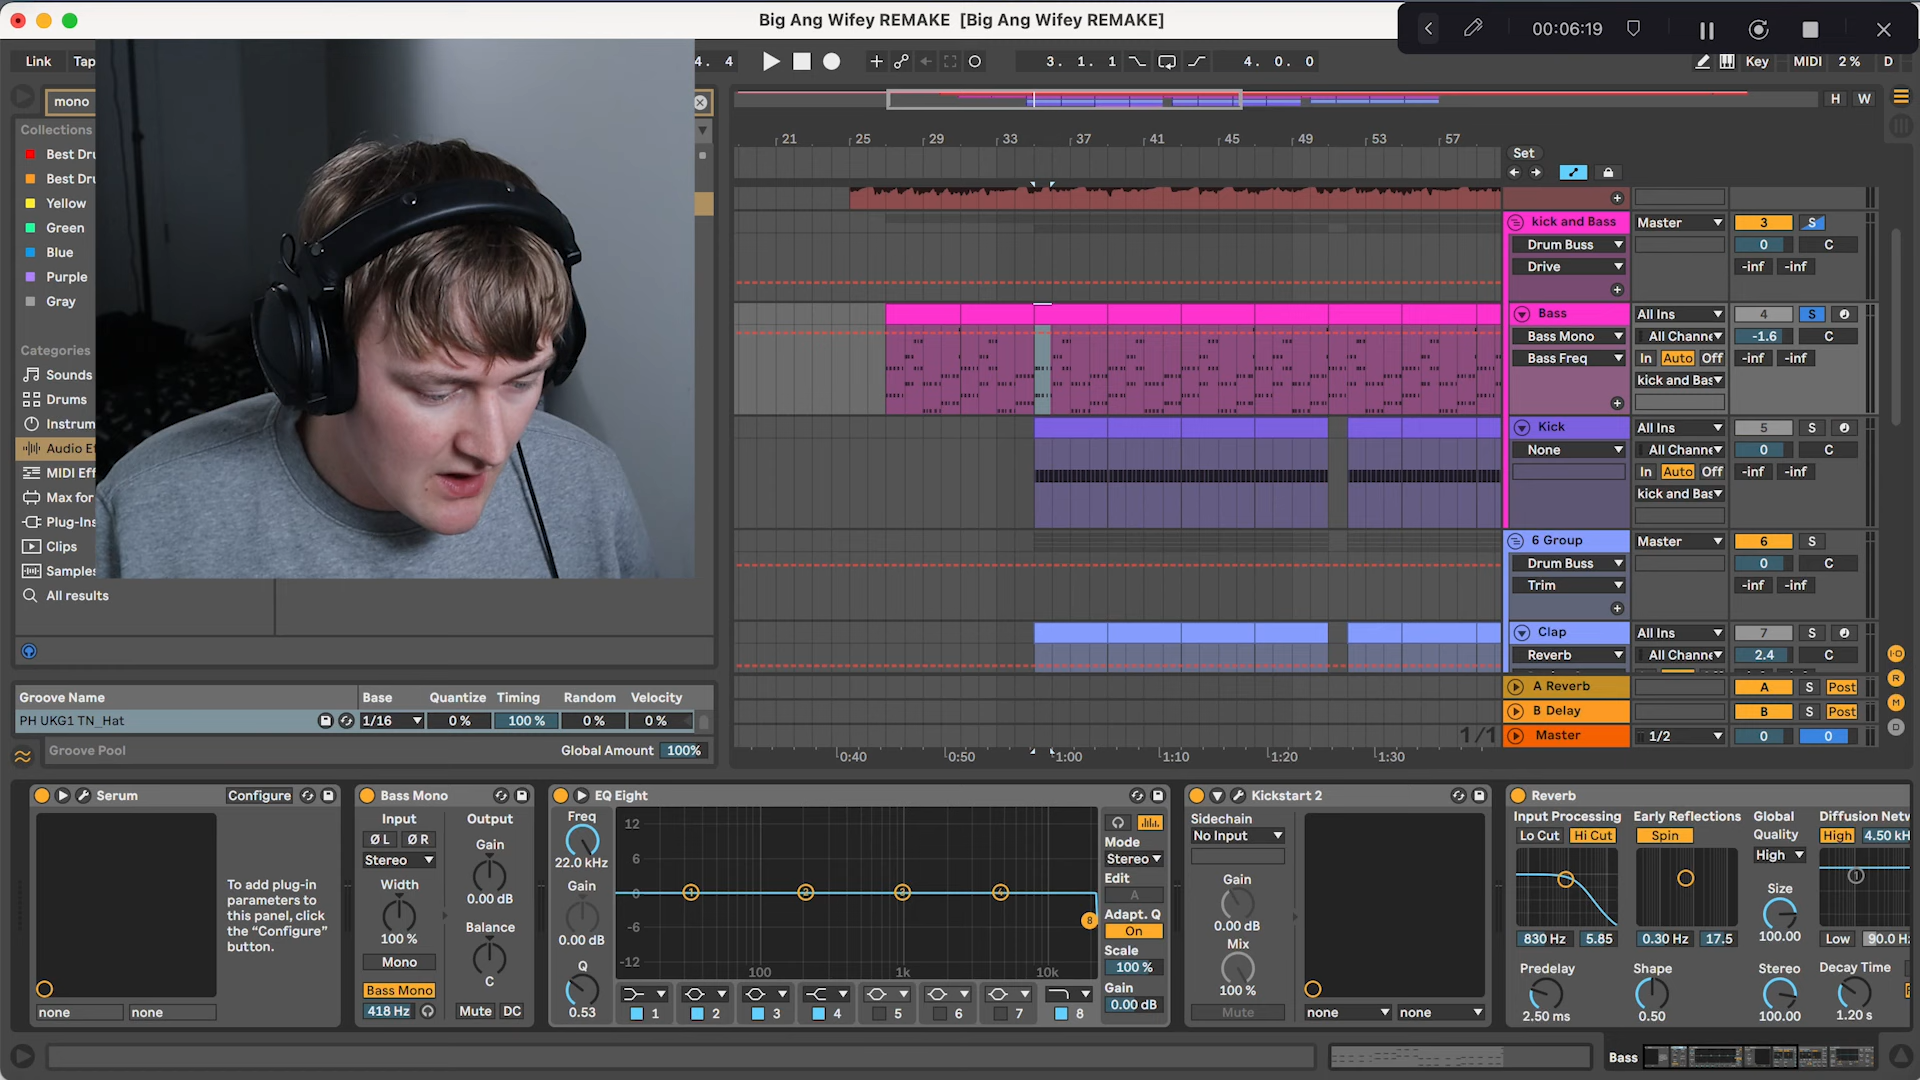 Big Ang Wifey REMAKE [Big Ang Wifey REMAKE]
00:06:19
Link Tap
4. 4
3. 1. 1
4. 0. 0
Key MIDI 2 % D
mono
H W
Collections
Best Dru
Best Dru
Yellow
Green
Blue
Purple
Gray
Categories
Sounds
Drums
Instrum
Audio Ef
MIDI Eff
Max for
Plug-Ins
Clips
Samples
All results
21 25 29 33 37 41 45 49 53 57
Set
kick and Bass Master 3 S
Drum Buss 0 C
Drive -inf -inf
Bass All Ins 4 S
Bass Mono All Channe -1.6 C
Bass Freq In Auto Off -inf -inf
kick and Bas
Kick All Ins 5 S
None All Channe 0 C
In Auto Off -inf -inf
kick and Bas
6 Group Master 6 S
Drum Buss 0 C
Trim -inf -inf
Clap All Ins 7 S
Reverb All Channe 2.4 C
A Reverb A S Post
B Delay B S Post
1/1 Master 1/2 0 0
0:40 0:50 1:00 1:10 1:20 1:30
I·O
R
M
D
Groove Name Base Quantize Timing Random Velocity
PH UKG1 TN_Hat 1/16 0 % 100 % 0 % 0 %
Groove Pool Global Amount 100%
Serum Configure
To add plug-in
parameters to
this panel, click
the “Configure”
button.
none none
Bass Mono
Input Output
Ø L Ø R Gain
Stereo
Width 0.00 dB
Balance
100 %
Mono
Bass Mono C
418 Hz Mute DC
EQ Eight
Freq
22.0 kHz
Gain
0.00 dB
Q
0.53
12
6
0
-6
-12
100 1k 10k
1 2 3 4 8
1 2 3 4 5 6 7 8
Mode
Stereo
Edit
A
Adapt. Q
On
Scale
100 %
Gain
0.00 dB
Kickstart 2
Sidechain
No Input
Gain
0.00 dB
Mix
100 %
Mute
none none
Reverb
Input Processing Early Reflections Global Diffusion Netw
Lo Cut Hi Cut Spin Quality High 4.50 kH
High
1
Size
830 Hz 5.85 0.30 Hz 17.5 100.00 Low 90.0 H
Predelay Shape Stereo Decay Time
2.50 ms 0.50 100.00 1.20 s
Bass